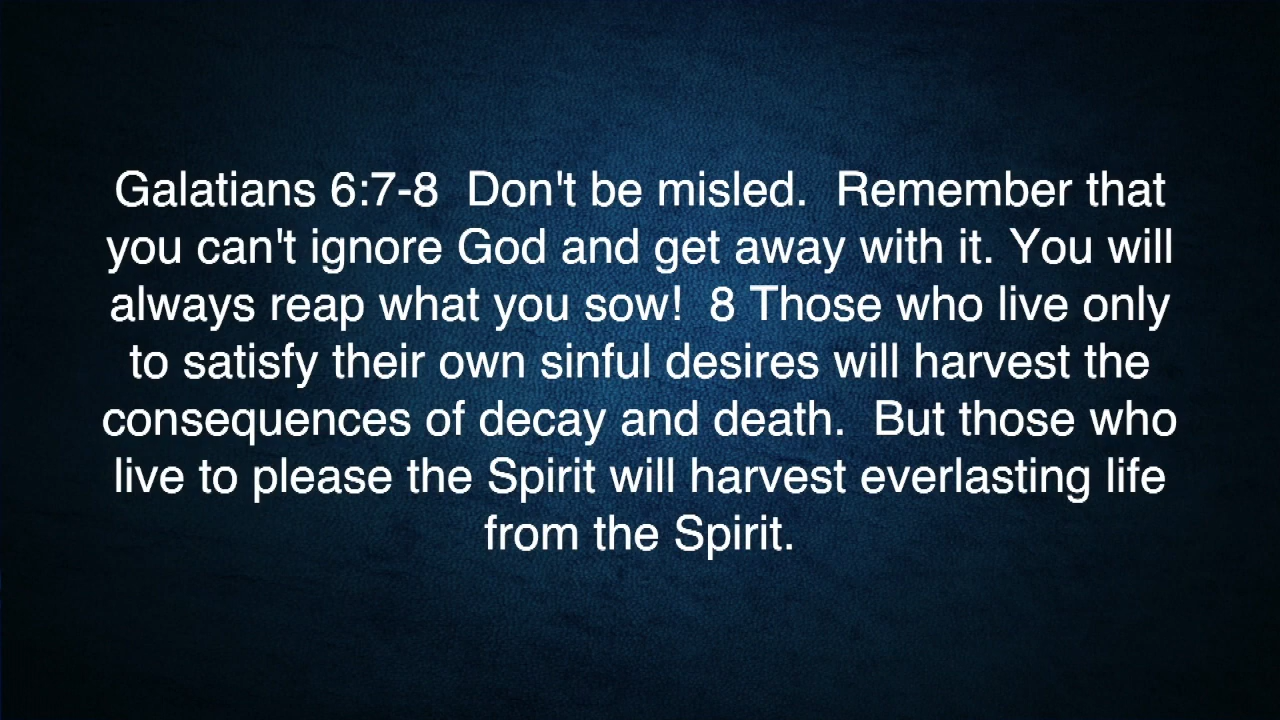 Galatians 6:7-8  Don't be misled.  Remember that
you can't ignore God and get away with it. You will
always reap what you sow!  8 Those who live only
to satisfy their own sinful desires will harvest the
consequences of decay and death.  But those who
live to please the Spirit will harvest everlasting life
from the Spirit.